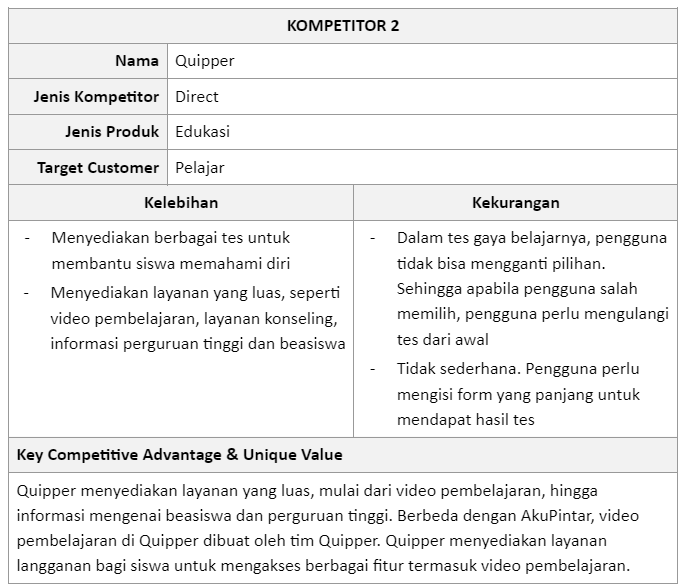 KOMPETITOR 2
Nama Quipper
Jenis Kompetitor Direct
Jenis Produk Edukasi
Target Customer Pelajar
Kelebihan
- Menyediakan berbagai tes untuk
membantu siswa memahami diri
- Menyediakan layanan yang luas, seperti
video pembelajaran, layanan konseling,
informasi perguruan tinggi dan beasiswa
Kekurangan
- Dalam tes gaya belajarnya, pengguna
tidak bisa mengganti pilihan.
Sehingga apabila pengguna salah
memilih, pengguna perlu mengulangi
tes dari awal
- Tidak sederhana. Pengguna perlu
mengisi form yang panjang untuk
mendapat hasil tes
Key Competitive Advantage & Unique Value
Quipper menyediakan layanan yang luas, mulai dari video pembelajaran, hingga
informasi mengenai beasiswa dan perguruan tinggi. Berbeda dengan AkuPintar, video
pembelajaran di Quipper dibuat oleh tim Quipper. Quipper menyediakan layanan
langganan bagi siswa untuk mengakses berbagai fitur termasuk video pembelajaran.